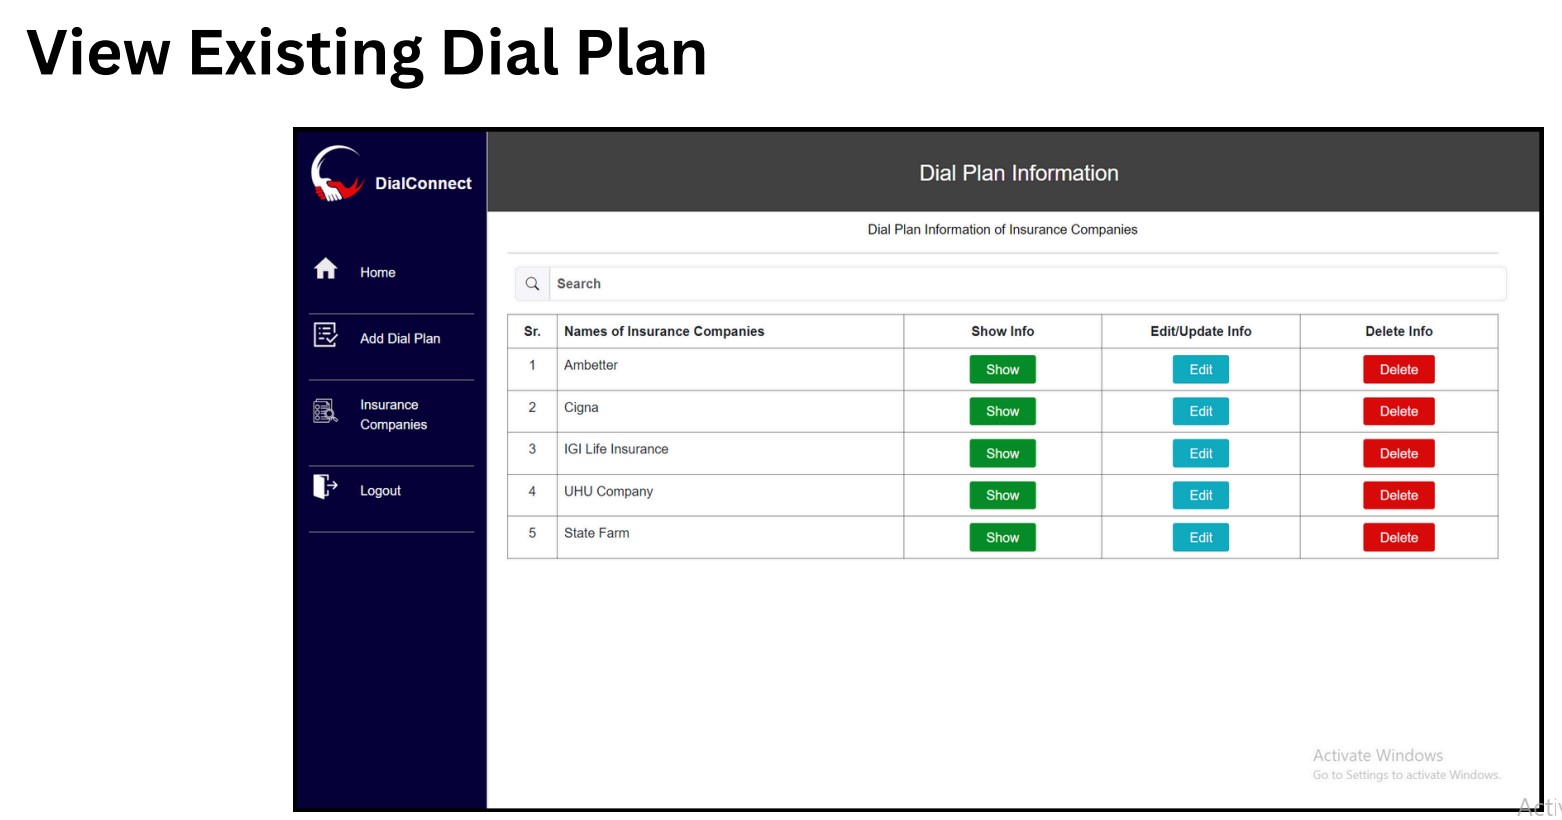 View Existing Dial Plan
DialConnect
Dial Plan Information
Dial Plan Information of Insurance Companies
Home
Add Dial Plan
Insurance
Companies
Logout
Search
Sr. Names of Insurance Companies Show Info Edit/Update Info Delete Info
1 Ambetter Show Edit Delete
2 Cigna Show Edit Delete
3 IGI Life Insurance Show Edit Delete
4 UHU Company Show Edit Delete
5 State Farm Show Edit Delete
Activate Windows
Go to Settings to activate Windows.